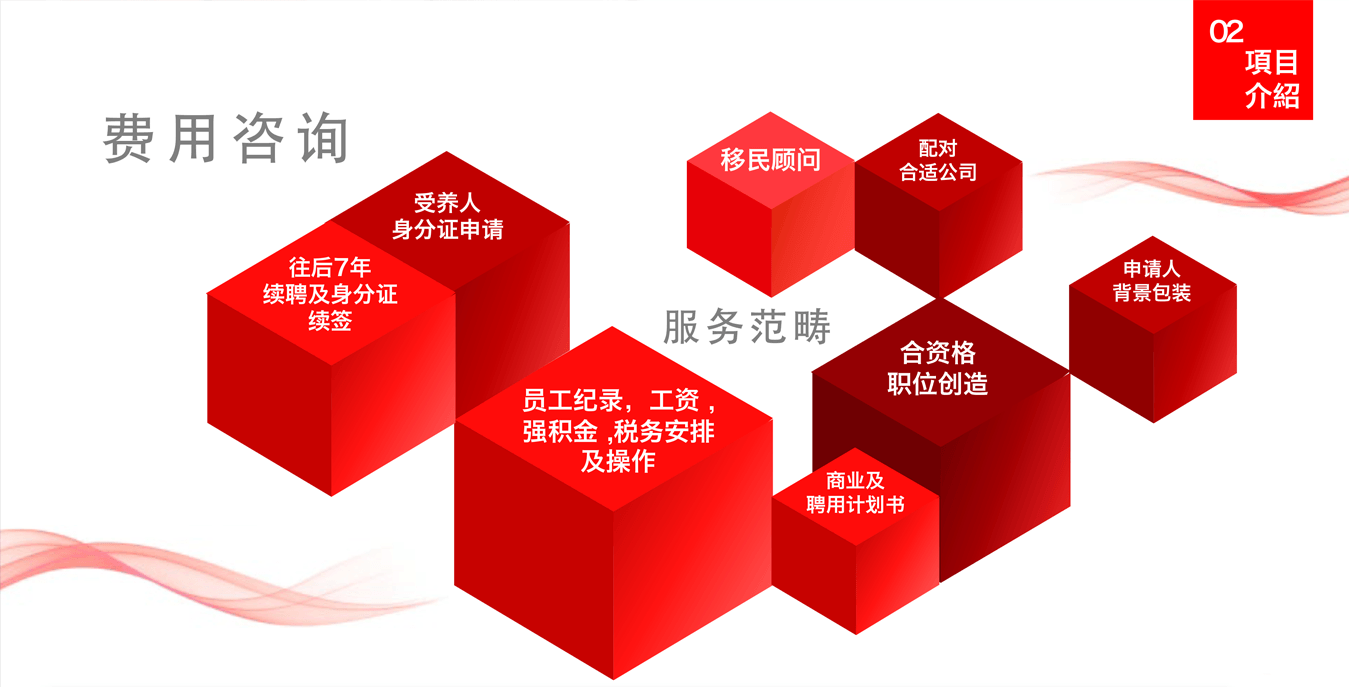 02
項目
介紹
费用咨询
移民顾问
配对
合适公司
受养人
身分证申请
往后7年
续聘及身分证
续签
申请人
背景包装
服务范畴
合资格
职位创造
员工纪录，工资 ,
强积金 ,税务安排
及操作
商业及
聘用计划书